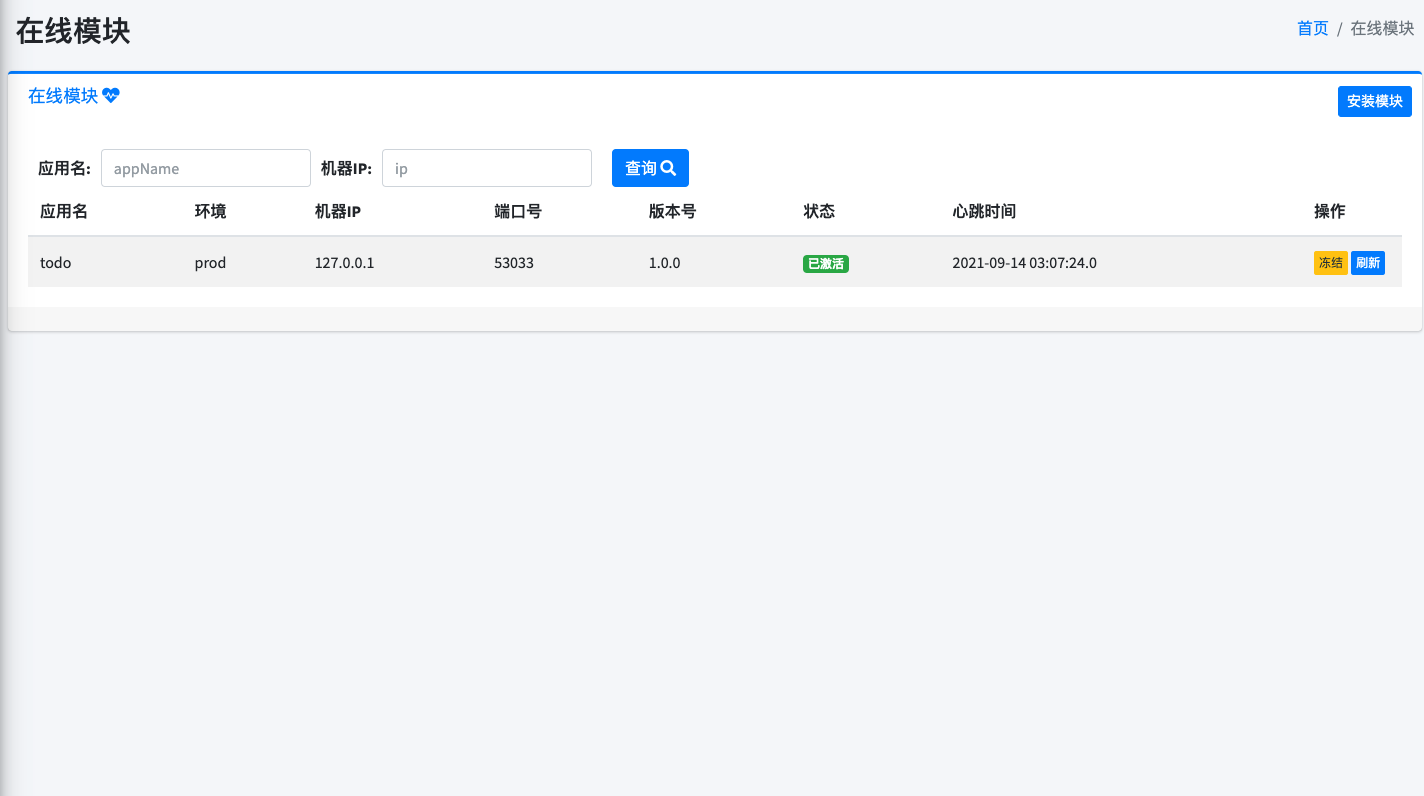 在线模块
首页 / 在线模块
在线模块
安装模块
应用名: appName 机器IP: ip 查询
应用名 环境 机器IP 端口号 版本号 状态 心跳时间 操作
todo prod 127.0.0.1 53033 1.0.0 已激活 2021-09-14 03:07:24.0 冻结 刷新